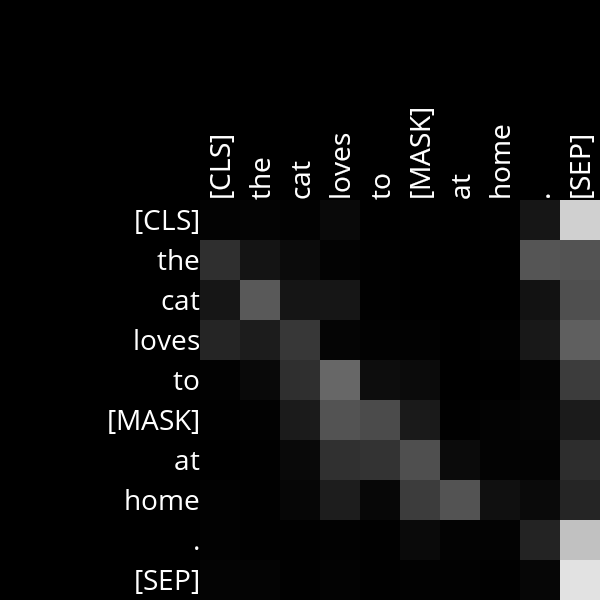 [CLS] the cat loves to [MASK] at home . [SEP]
[CLS]
the
cat
loves
to
[MASK]
at
home
.
[SEP]